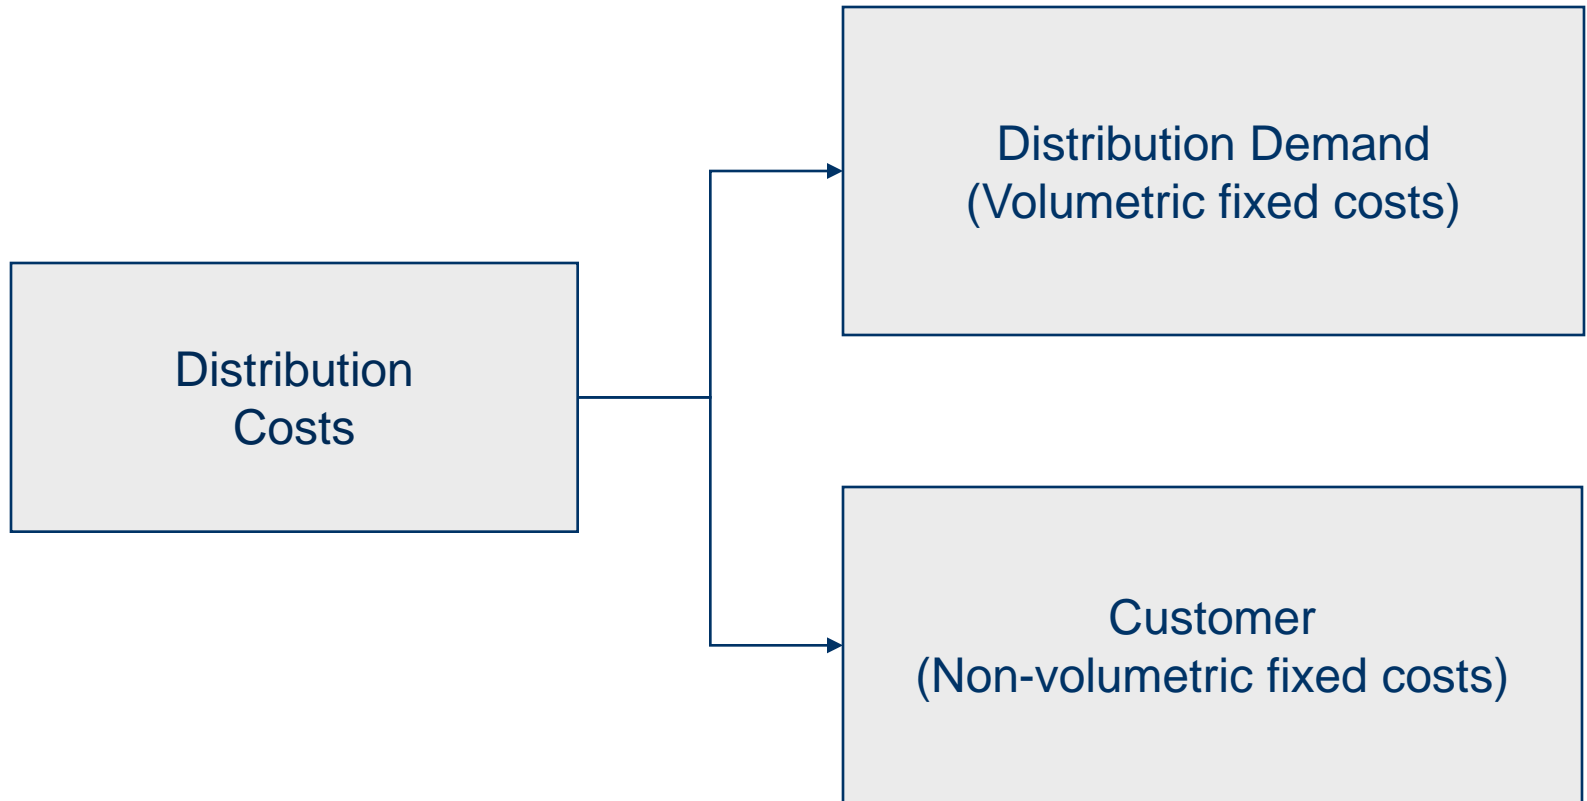 Distribution Demand
(Volumetric fixed costs)
Distribution
Costs
Customer
(Non-volumetric fixed costs)